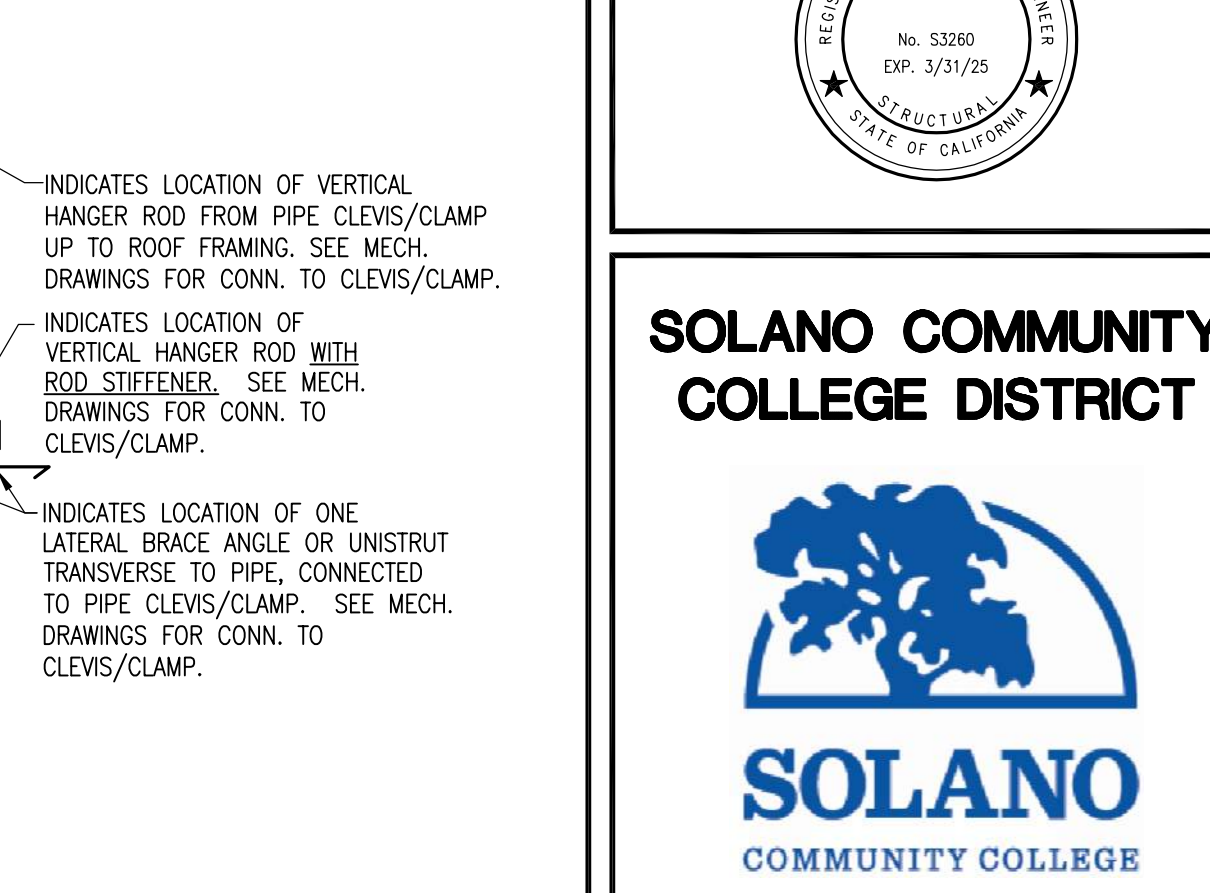 INDICATES LOCATION OF VERTICAL
HANGER ROD FROM PIPE CLEVIS/CLAMP
UP TO ROOF FRAMING. SEE MECH.
DRAWINGS FOR CONN. TO CLEVIS/CLAMP.
INDICATES LOCATION OF
VERTICAL HANGER ROD WITH
ROD STIFFENER. SEE MECH.
DRAWINGS FOR CONN. TO
CLEVIS/CLAMP.
INDICATES LOCATION OF ONE
LATERAL BRACE ANGLE OR UNISTRUT
TRANSVERSE TO PIPE, CONNECTED
TO PIPE CLEVIS/CLAMP. SEE MECH.
DRAWINGS FOR CONN. TO
CLEVIS/CLAMP.
REGIS
NEER
No. S3260
EXP. 3/31/25
STRUCTURAL
STATE OF CALIFORNIA
SOLANO COMMUNITY
COLLEGE DISTRICT
SOLANO
COMMUNITY COLLEGE